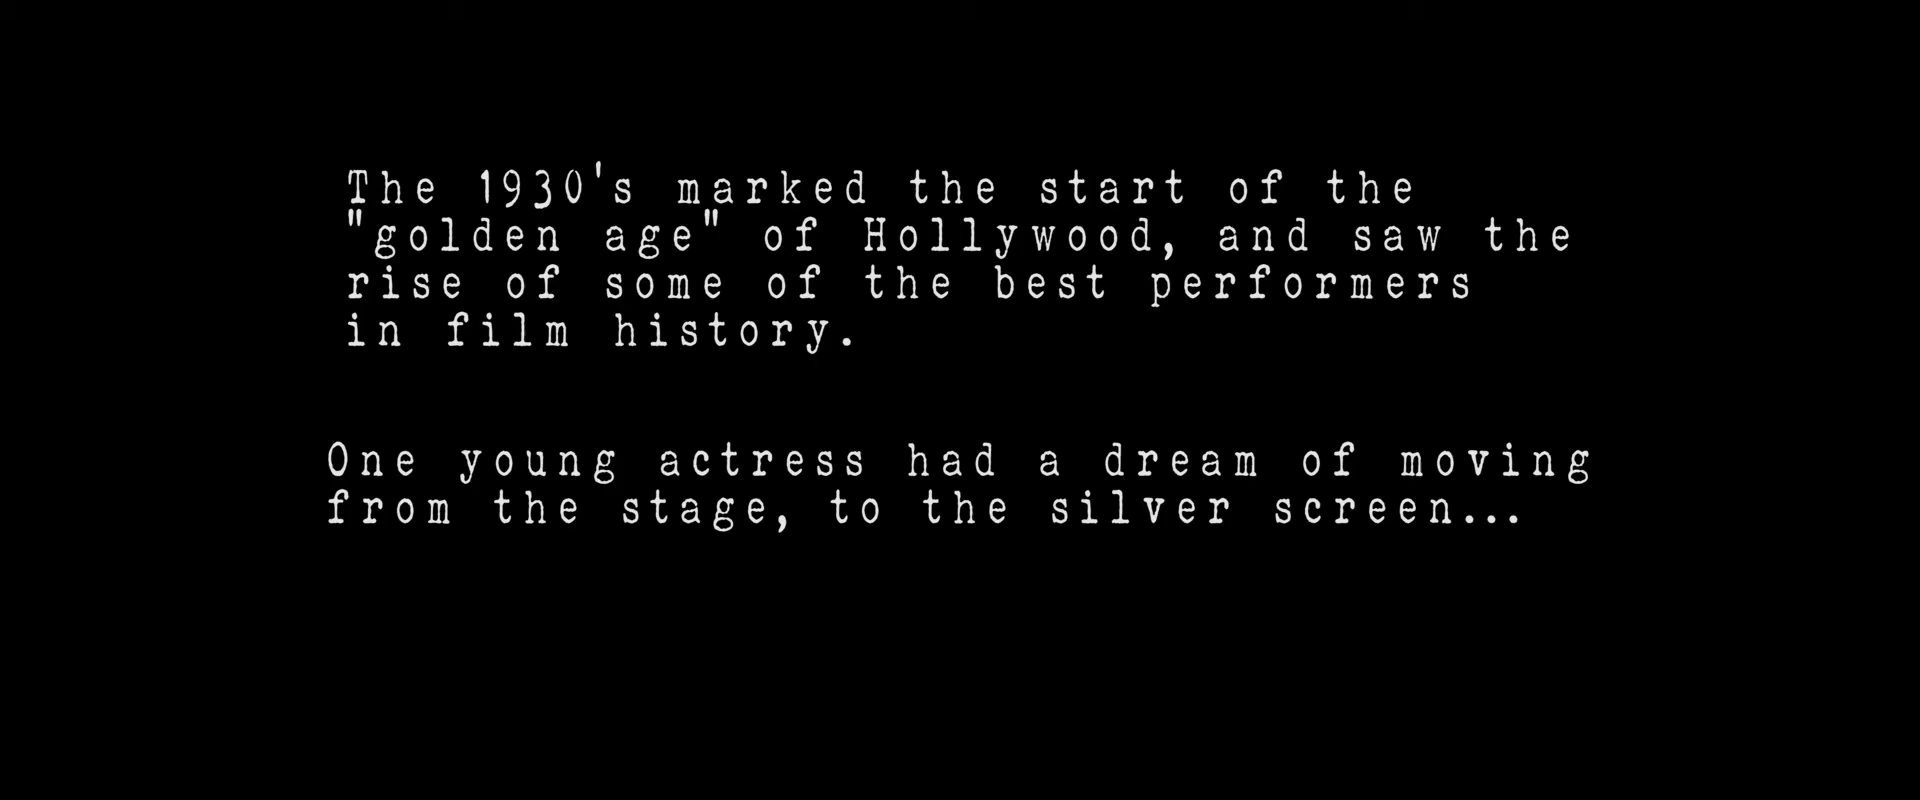 The 1930's marked the start of the
"golden age" of Hollywood, and saw the
rise of some of the best performers
in film history.
One young actress had a dream of moving
from the stage, to the silver screen...